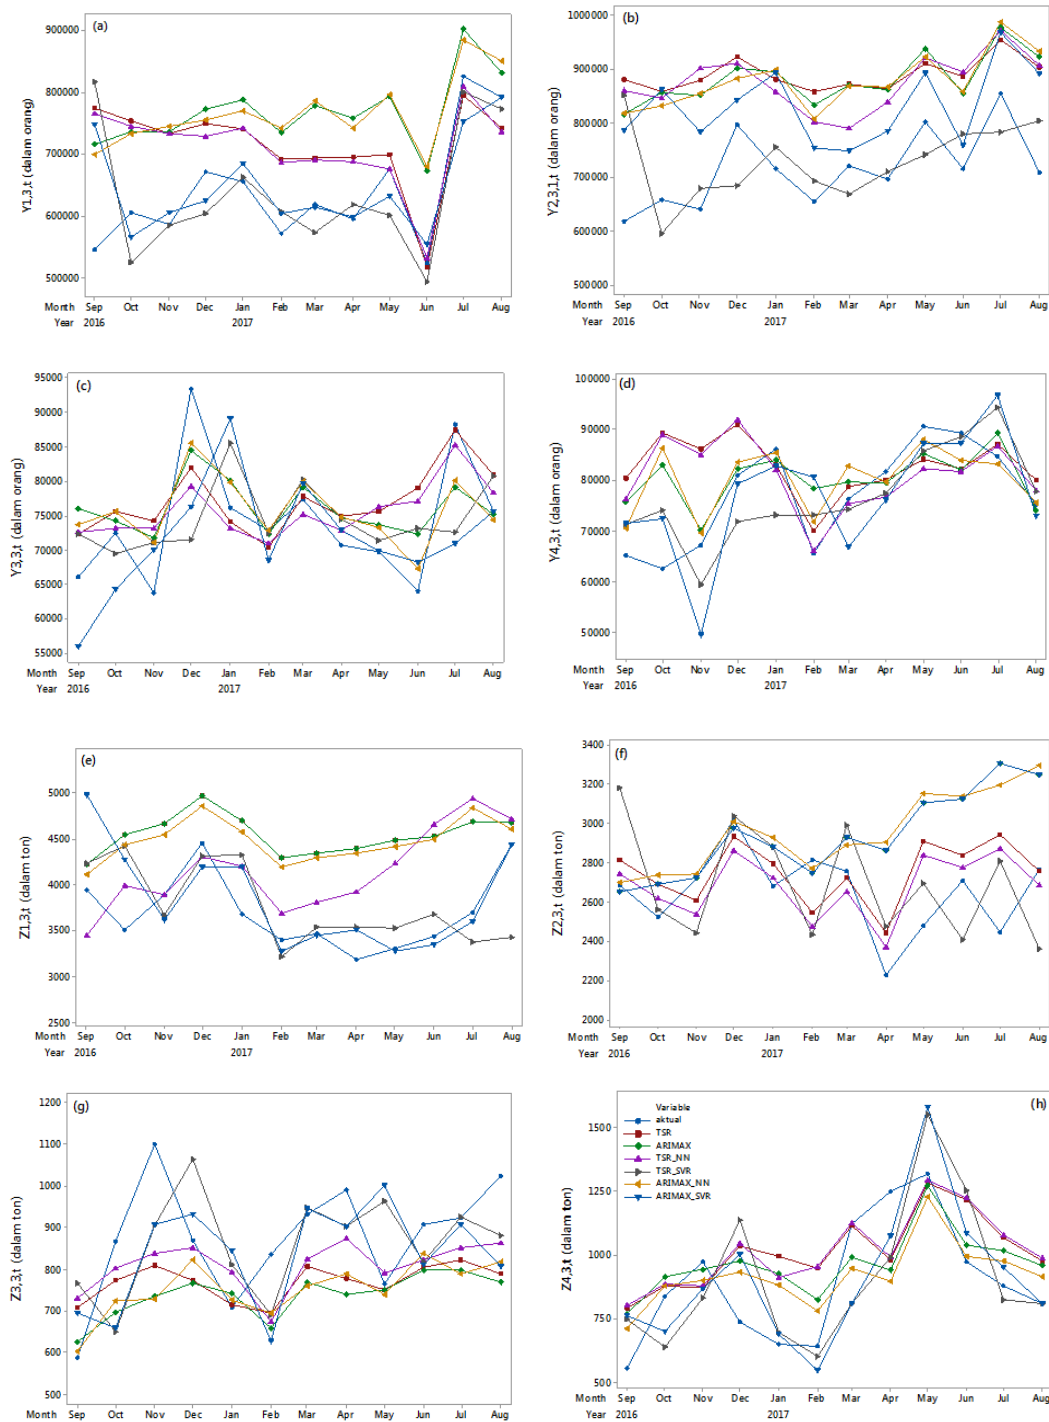 (a)
Y1,3,t (dalam orang)
900000
800000
700000
600000
500000
Month Sep Oct Nov Dec Jan Feb Mar Apr May Jun Jul Aug
Year 2016 2017
(b)
Y2,3,1,t (dalam orang)
1000000
900000
800000
700000
600000
500000
Month Sep Oct Nov Dec Jan Feb Mar Apr May Jun Jul Aug
Year 2016 2017
(c)
Y3,3,t (dalam orang)
95000
90000
85000
80000
75000
70000
65000
60000
55000
Month Sep Oct Nov Dec Jan Feb Mar Apr May Jun Jul Aug
Year 2016 2017
(d)
Y4,3,t (dalam orang)
100000
90000
80000
70000
60000
50000
Month Sep Oct Nov Dec Jan Feb Mar Apr May Jun Jul Aug
Year 2016 2017
(e)
Z1,3,t (dalam ton)
5000
4500
4000
3500
3000
2500
Month Sep Oct Nov Dec Jan Feb Mar Apr May Jun Jul Aug
Year 2016 2017
(f)
Z2,3,t (dalam ton)
3400
3200
3000
2800
2600
2400
2200
2000
Month Sep Oct Nov Dec Jan Feb Mar Apr May Jun Jul Aug
Year 2016 2017
(g)
Z3,3,t (dalam ton)
1200
1100
1000
900
800
700
600
500
Month Sep Oct Nov Dec Jan Feb Mar Apr May Jun Jul Aug
Year 2016 2017
(h)
Z4,3,t (dalam ton)
1500
1250
1000
750
500
Variable
aktual
TSR
ARIMAX
TSR_NN
TSR_SVR
ARIMAX_NN
ARIMAX_SVR
Month Sep Oct Nov Dec Jan Feb Mar Apr May Jun Jul Aug
Year 2016 2017